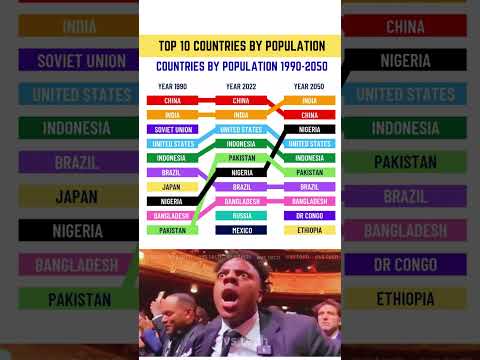 TOP 10 COUNTRIES BY POPULATION
COUNTRIES BY POPULATION 1990-2050
YEAR 1990 YEAR 2022 YEAR 2050
CHINA CHINA INDIA
INDIA INDIA CHINA
SOVIET UNION UNITED STATES NIGERIA
UNITED STATES INDONESIA UNITED STATES
INDONESIA PAKISTAN INDONESIA
BRAZIL NIGERIA PAKISTAN
JAPAN BRAZIL BRAZIL
NIGERIA BANGLADESH BANGLADESH
BANGLADESH RUSSIA DR CONGO
PAKISTAN MEXICO ETHIOPIA
INDIA
SOVIET UNION
UNITED STATES
INDONESIA
BRAZIL
JAPAN
NIGERIA
BANGLADESH
PAKISTAN
CHINA
NIGERIA
UNITED STATES
INDONESIA
PAKISTAN
BRAZIL
BANGLADESH
DR CONGO
ETHIOPIA
vs tech